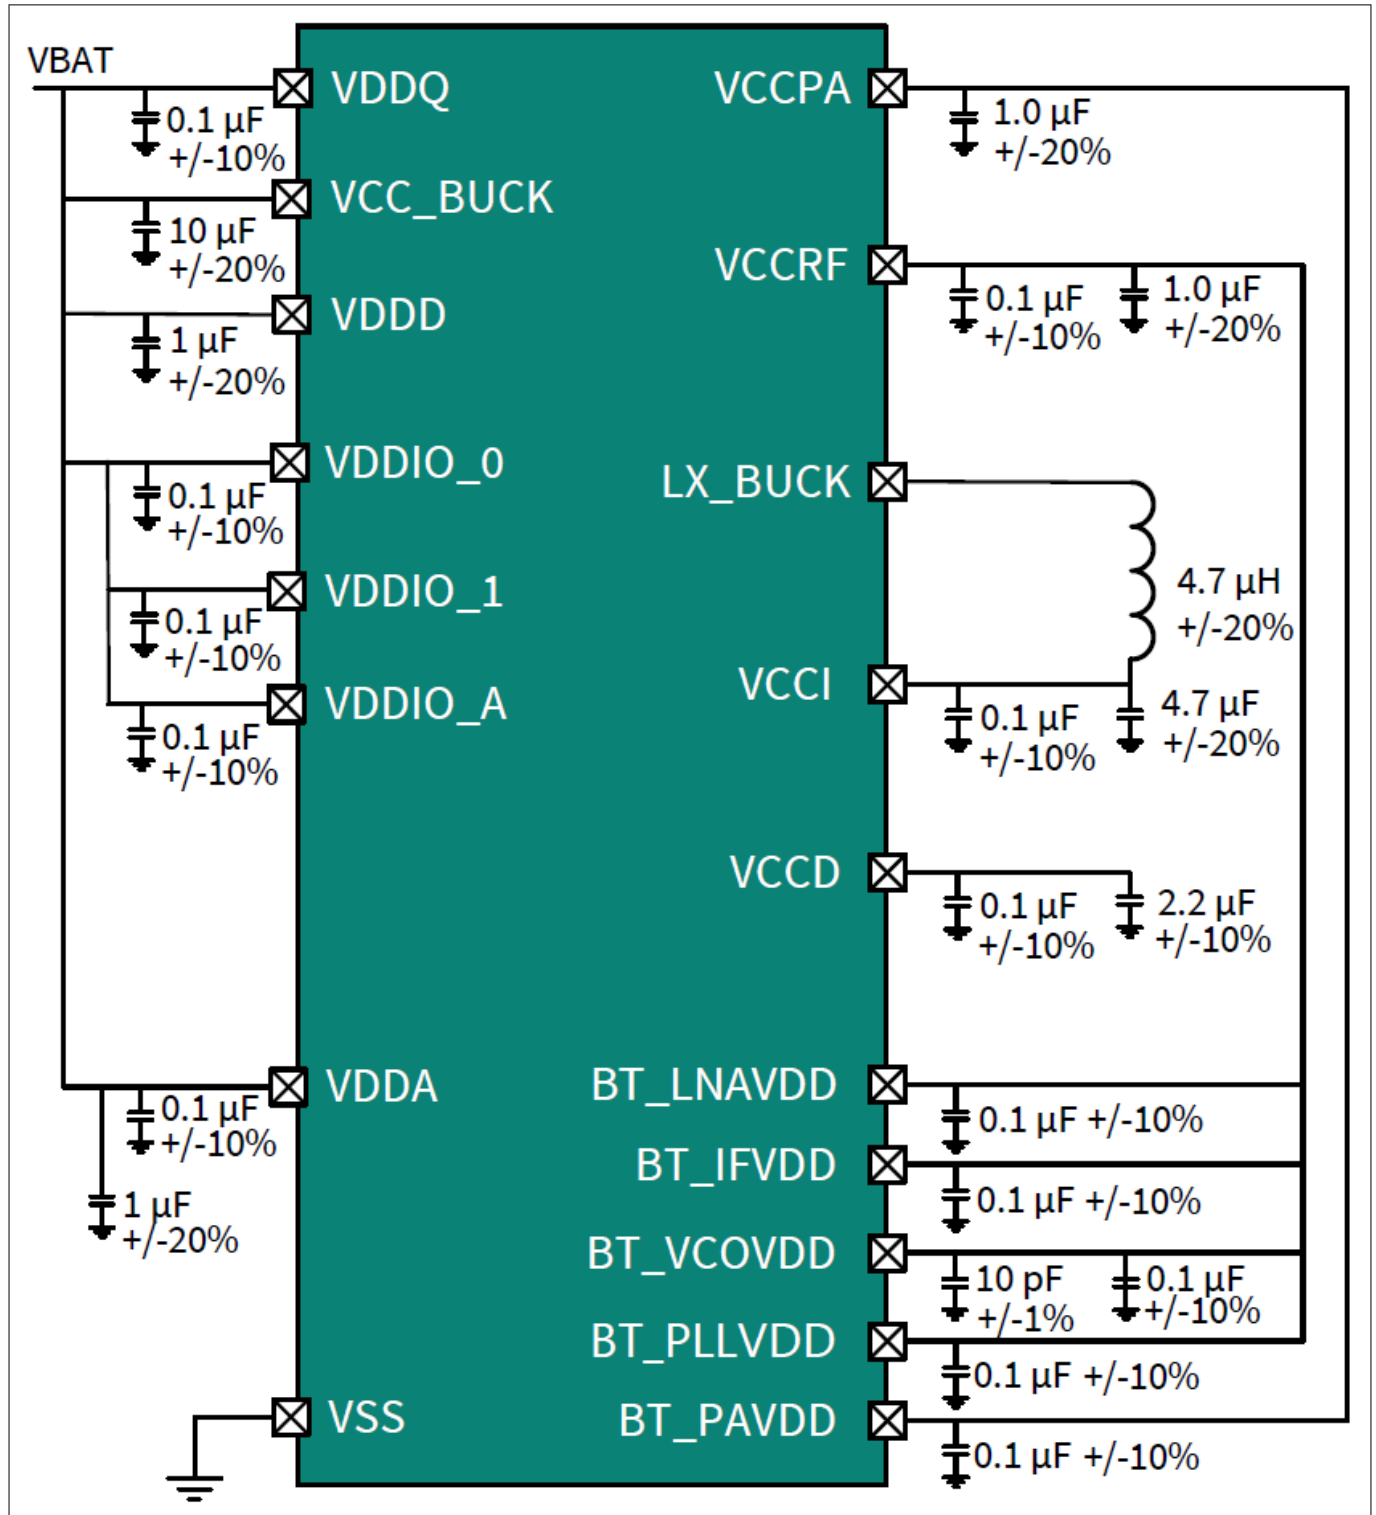 VBAT
VDDQ
0.1 µF
+/-10%
VCC_BUCK
10 µF
+/-20%
VDDD
1 µF
+/-20%
VDDIO_0
0.1 µF
+/-10%
VDDIO_1
0.1 µF
+/-10%
VDDIO_A
0.1 µF
+/-10%
VDDA
0.1 µF
+/-10%
1 µF
+/-20%
VSS
VCCPA
1.0 µF
+/-20%
VCCRF
0.1 µF
+/-10%
1.0 µF
+/-20%
LX_BUCK
4.7 µH
+/-20%
VCCI
0.1 µF
+/-10%
4.7 µF
+/-20%
VCCD
0.1 µF
+/-10%
2.2 µF
+/-10%
BT_LNAVDD
0.1 µF +/-10%
BT_IFVDD
0.1 µF +/-10%
BT_VCOVDD
10 pF
+/-1%
0.1 µF
+/-10%
BT_PLLVDD
0.1 µF +/-10%
BT_PAVDD
0.1 µF +/-10%